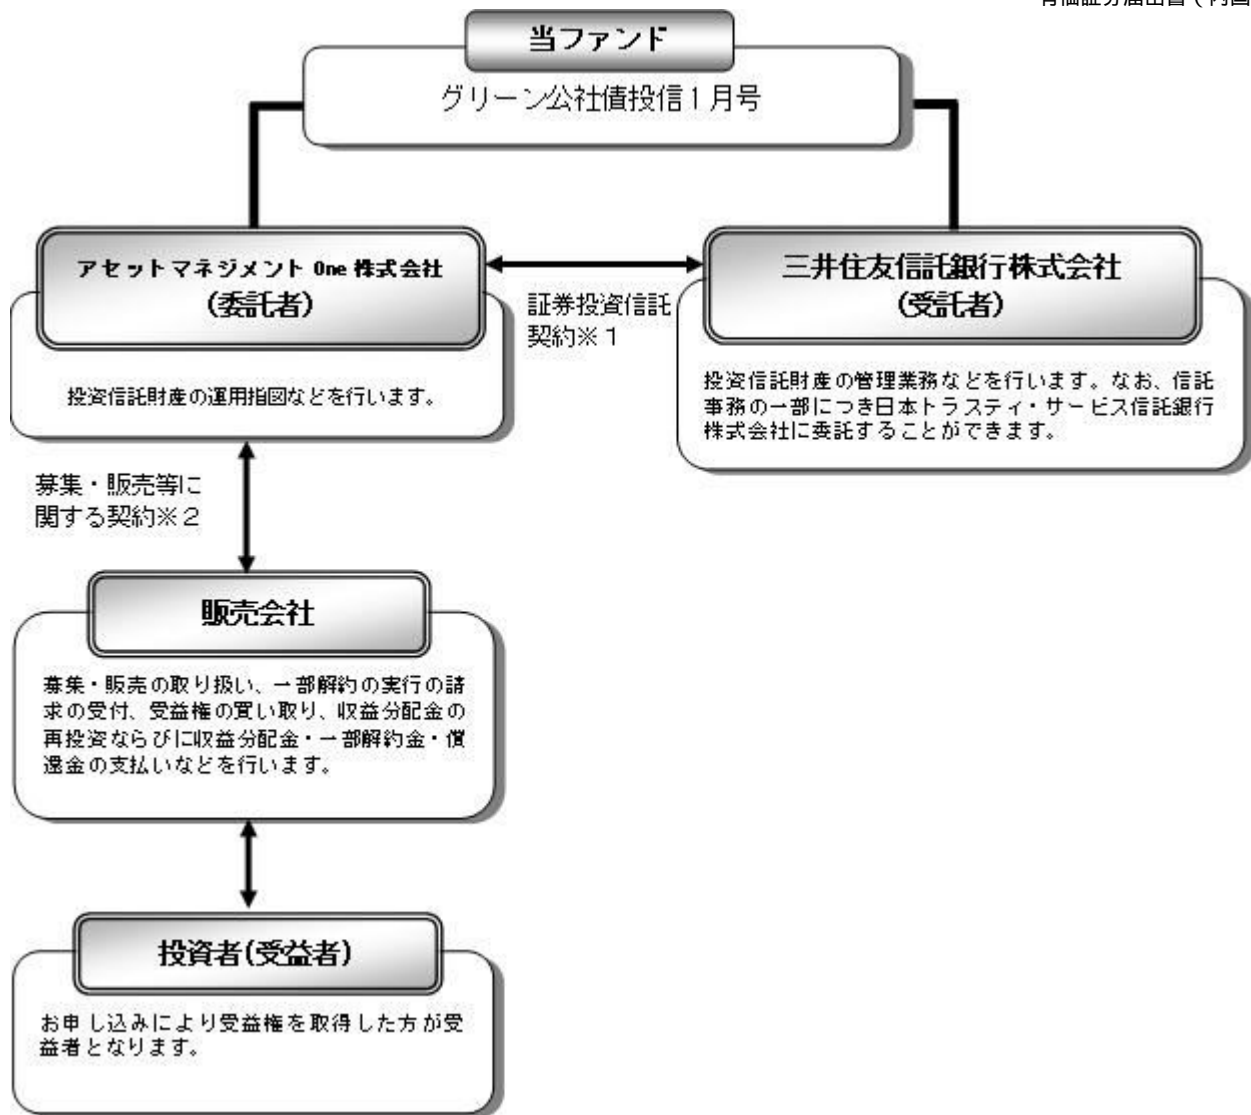 当ファンド
グリーン公社債投信1月号
アセットマネジメント One 株式会社
(委託者)
投資信託財産の運用指図などを行います。
証券投資信託
契約※1
三井住友信託銀行株式会社
(受託者)
投資信託財産の管理業務などを行います。なお、信託
事務の一部につき日本トラスティ・サービス信託銀行
株式会社に委託することができます。
募集・販売等に
関する契約※2
販売会社
募集・販売の取り扱い、一部解約の実行の請
求の受付、受益権の買い取り、収益分配金の
再投資ならびに収益分配金・一部解約金・償
還金の支払いなどを行います。
投資者(受益者)
お申し込みにより受益権を取得した方が受
益者となります。